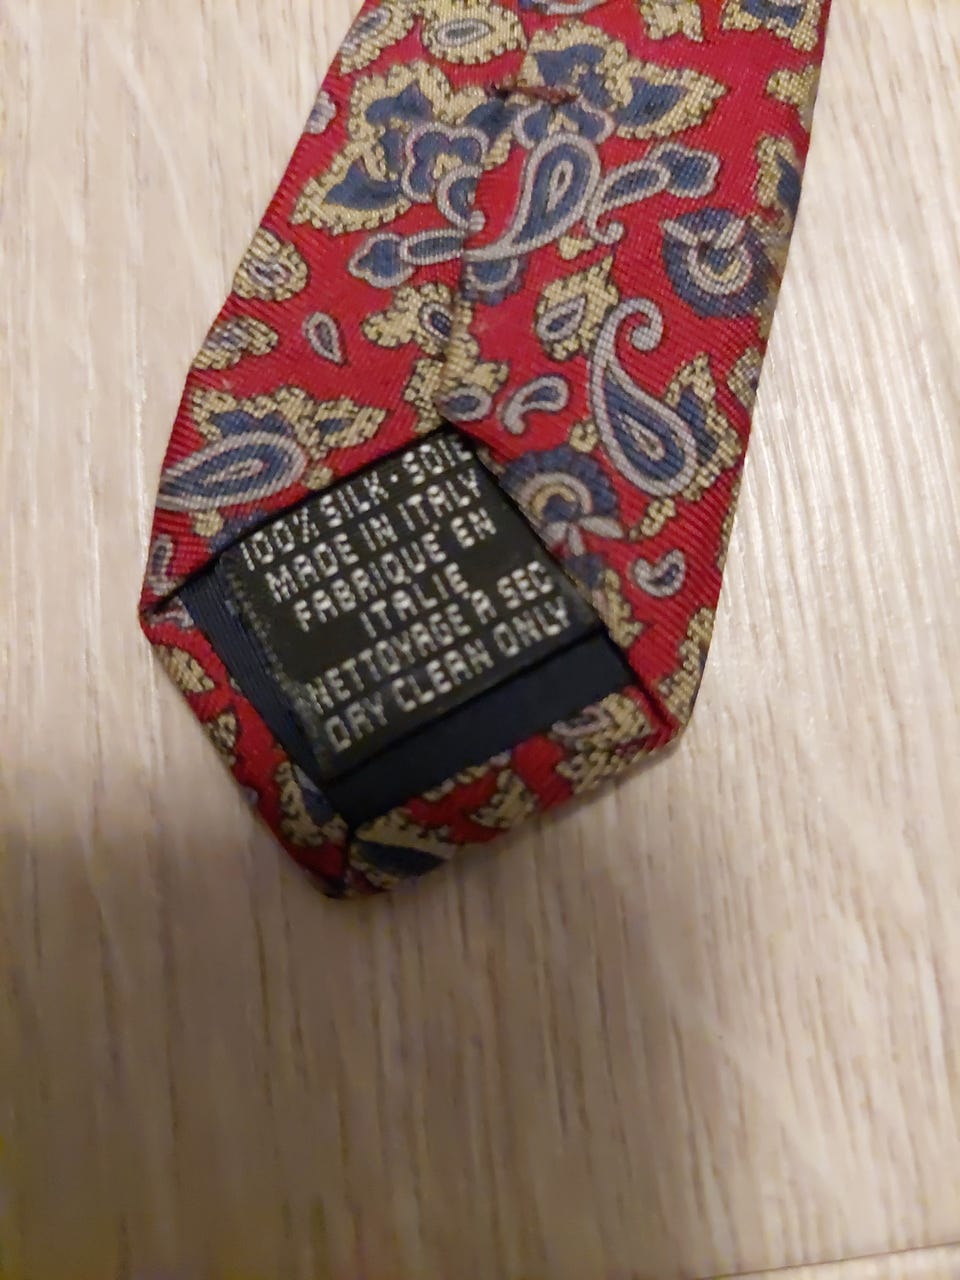 100% SILK · SOIE
MADE IN ITALY
FABRIQUE' EN
ITALIE
NETTOYAGE A SEC
DRY CLEAN ONLY